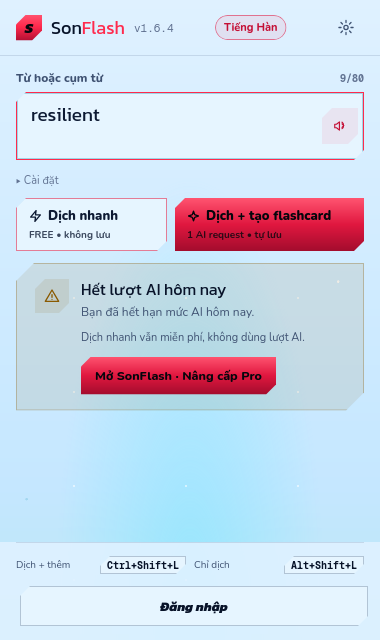 S SonFlash v1.6.4 Tiếng Hàn
Từ hoặc cụm từ 9/80
resilient
▸ Cài đặt
Dịch nhanh
FREE • không lưu
Dịch + tạo flashcard
1 AI request • tự lưu
Hết lượt AI hôm nay
Bạn đã hết hạn mức AI hôm nay.
Dịch nhanh vẫn miễn phí, không dùng lượt AI.
Mở SonFlash · Nâng cấp Pro
Dịch + thêm Ctrl+Shift+L Chỉ dịch Alt+Shift+L
Đăng nhập